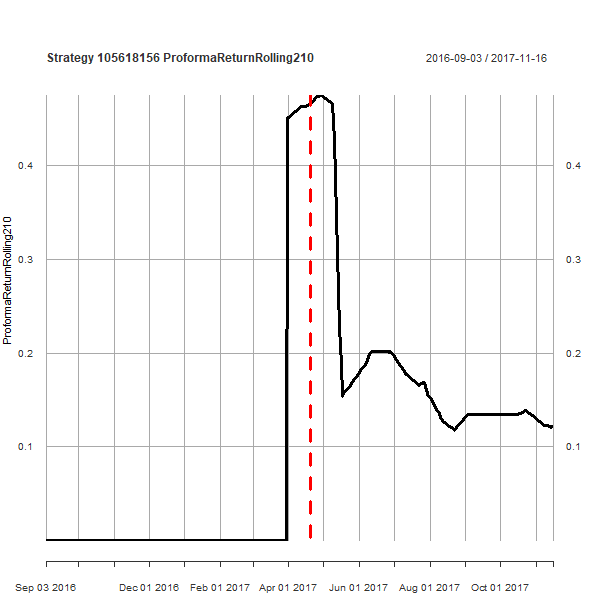 Strategy 105618156 ProformaReturnRolling210
2016-09-03 / 2017-11-16
ProformaReturnRolling210
0.4 0.4
0.3 0.3
0.2 0.2
0.1 0.1
Sep 03 2016 Dec 01 2016 Feb 01 2017 Apr 01 2017 Jun 01 2017 Aug 01 2017 Oct 01 2017